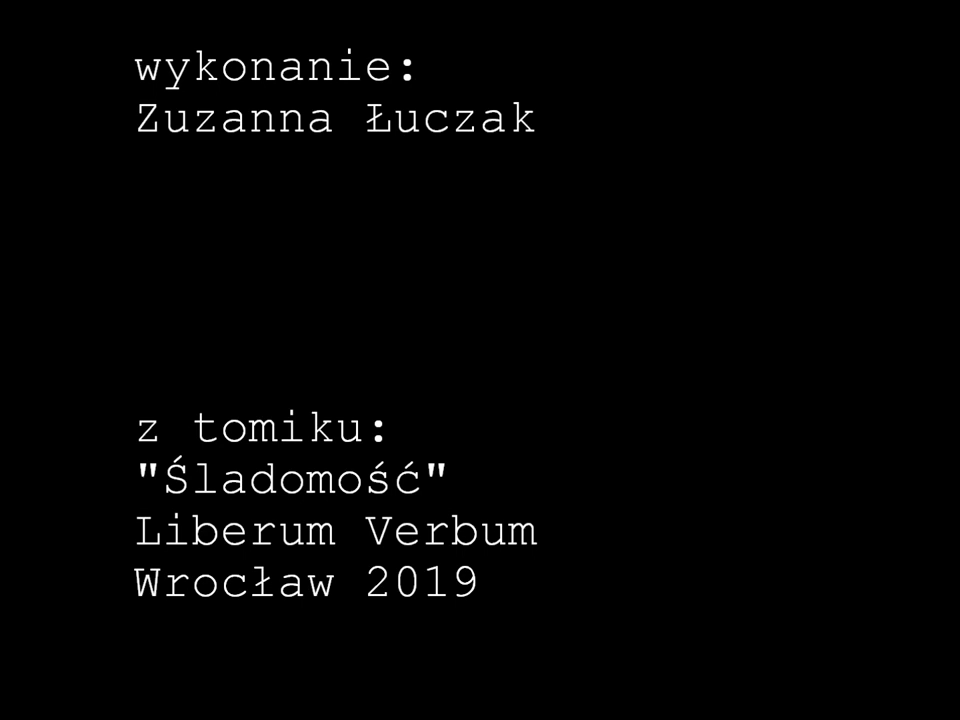 wykonanie:
Zuzanna Łuczak
z tomiku:
"Śladomość"
Liberum Verbum
Wrocław 2019